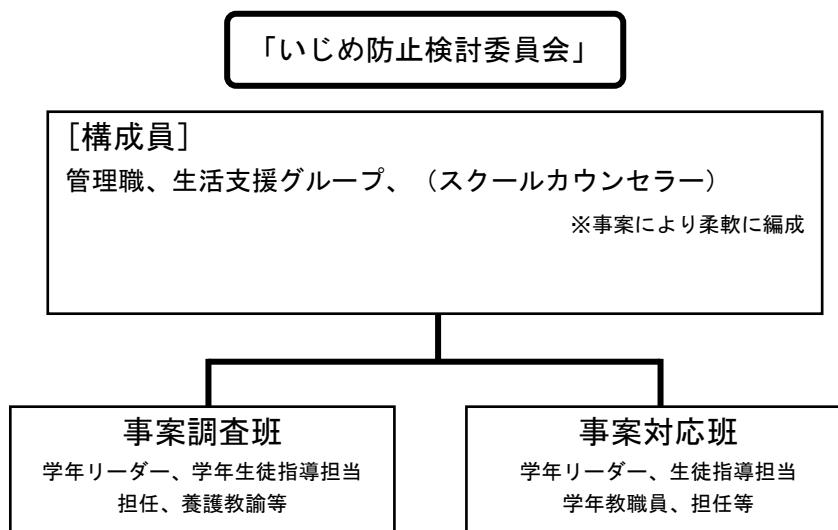 「いじめ防止検討委員会」
［構成員］
管理職、生活支援グループ、（スクールカウンセラー）
※事案により柔軟に編成
事案調査班
学年リーダー、学年生徒指導担当
担任、養護教諭等
事案対応班
学年リーダー、生徒指導担当
学年教職員、担任等